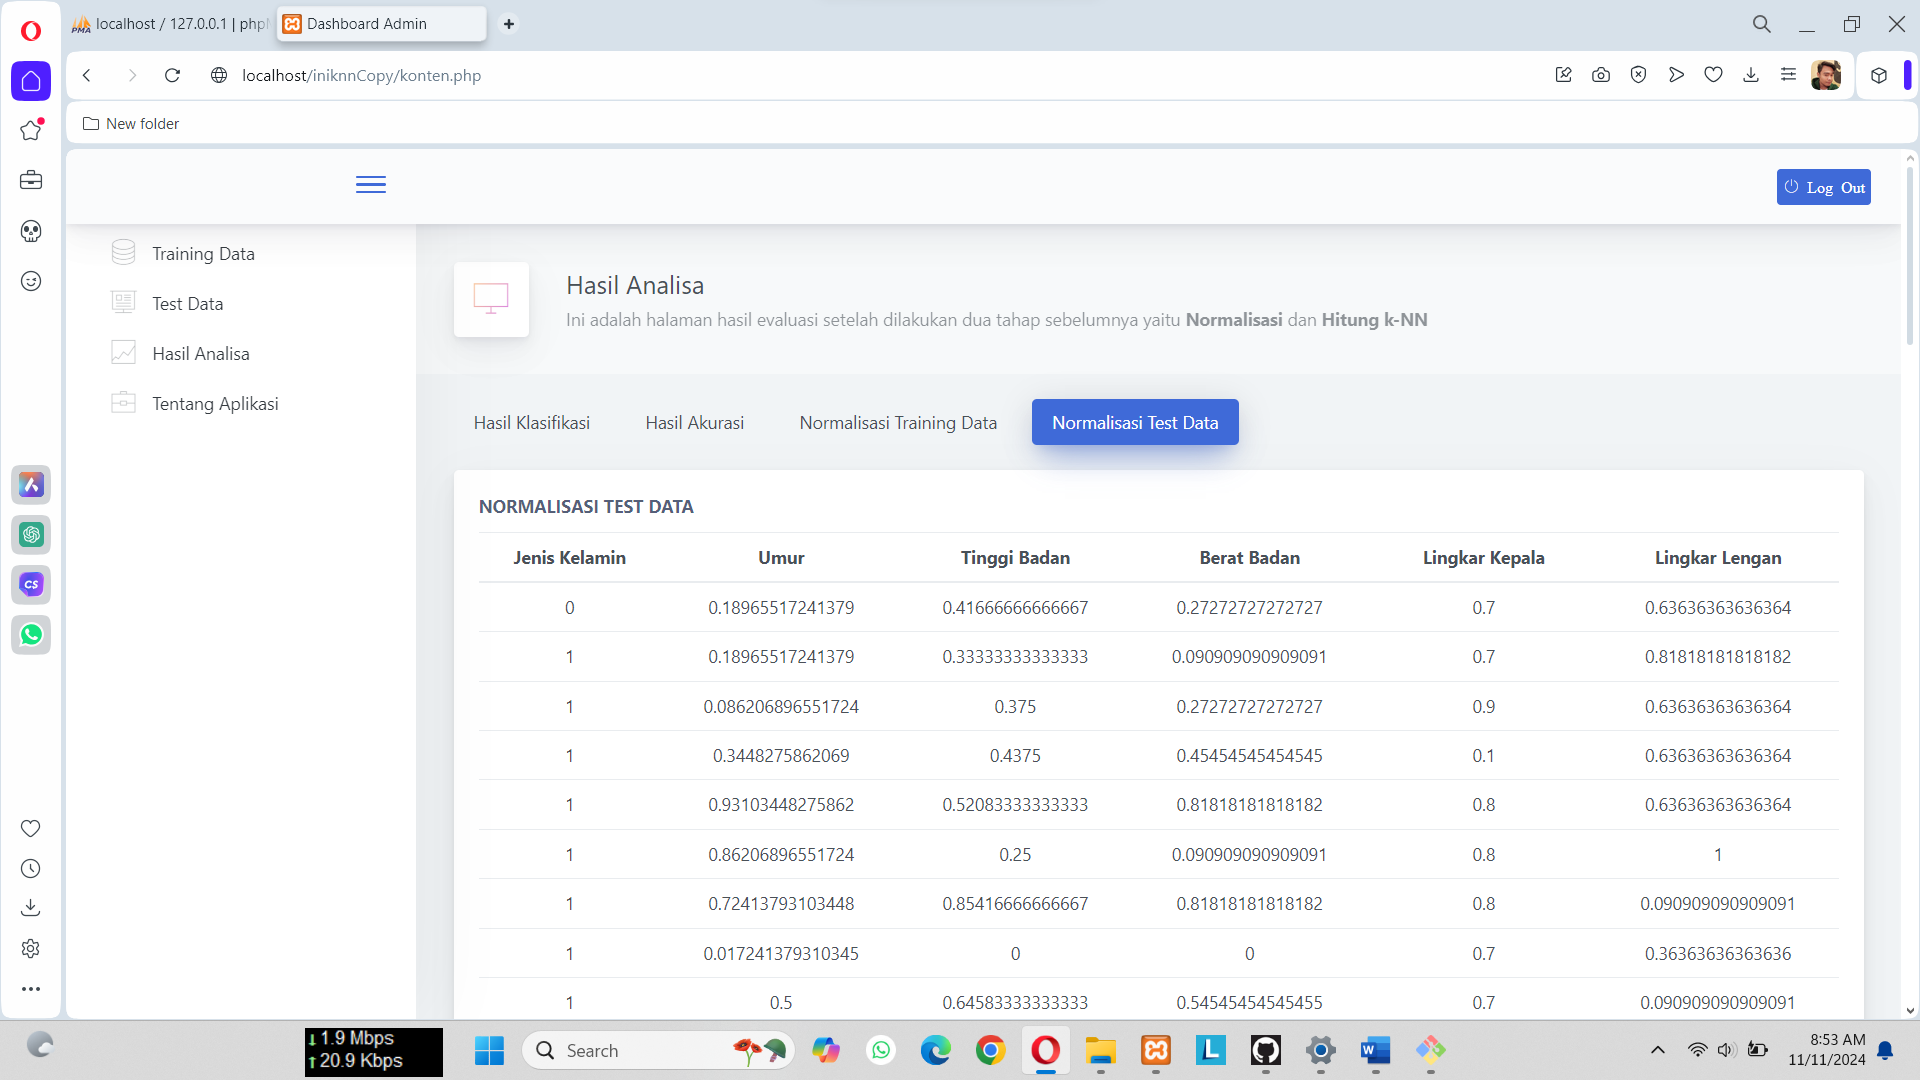 localhost / 127.0.0.1 | php
Dashboard Admin
localhost/iniknnCopy/konten.php
New folder
Log Out
Training Data
Test Data
Hasil Analisa
Tentang Aplikasi
Hasil Analisa
Ini adalah halaman hasil evaluasi setelah dilakukan dua tahap sebelumnya yaitu Normalisasi dan Hitung k-NN
Hasil Klasifikasi Hasil Akurasi Normalisasi Training Data Normalisasi Test Data
NORMALISASI TEST DATA
Jenis Kelamin Umur Tinggi Badan Berat Badan Lingkar Kepala Lingkar Lengan
0 0.18965517241379 0.41666666666667 0.27272727272727 0.7 0.63636363636364
1 0.18965517241379 0.33333333333333 0.090909090909091 0.7 0.81818181818182
1 0.086206896551724 0.375 0.27272727272727 0.9 0.63636363636364
1 0.3448275862069 0.4375 0.45454545454545 0.1 0.63636363636364
1 0.93103448275862 0.52083333333333 0.81818181818182 0.8 0.63636363636364
1 0.86206896551724 0.25 0.090909090909091 0.8 1
1 0.72413793103448 0.85416666666667 0.81818181818182 0.8 0.090909090909091
1 0.017241379310345 0 0 0.7 0.36363636363636
1 0.5 0.64583333333333 0.54545454545455 0.7 0.090909090909091
1.9 Mbps
20.9 Kbps
Search
8:53 AM
11/11/2024